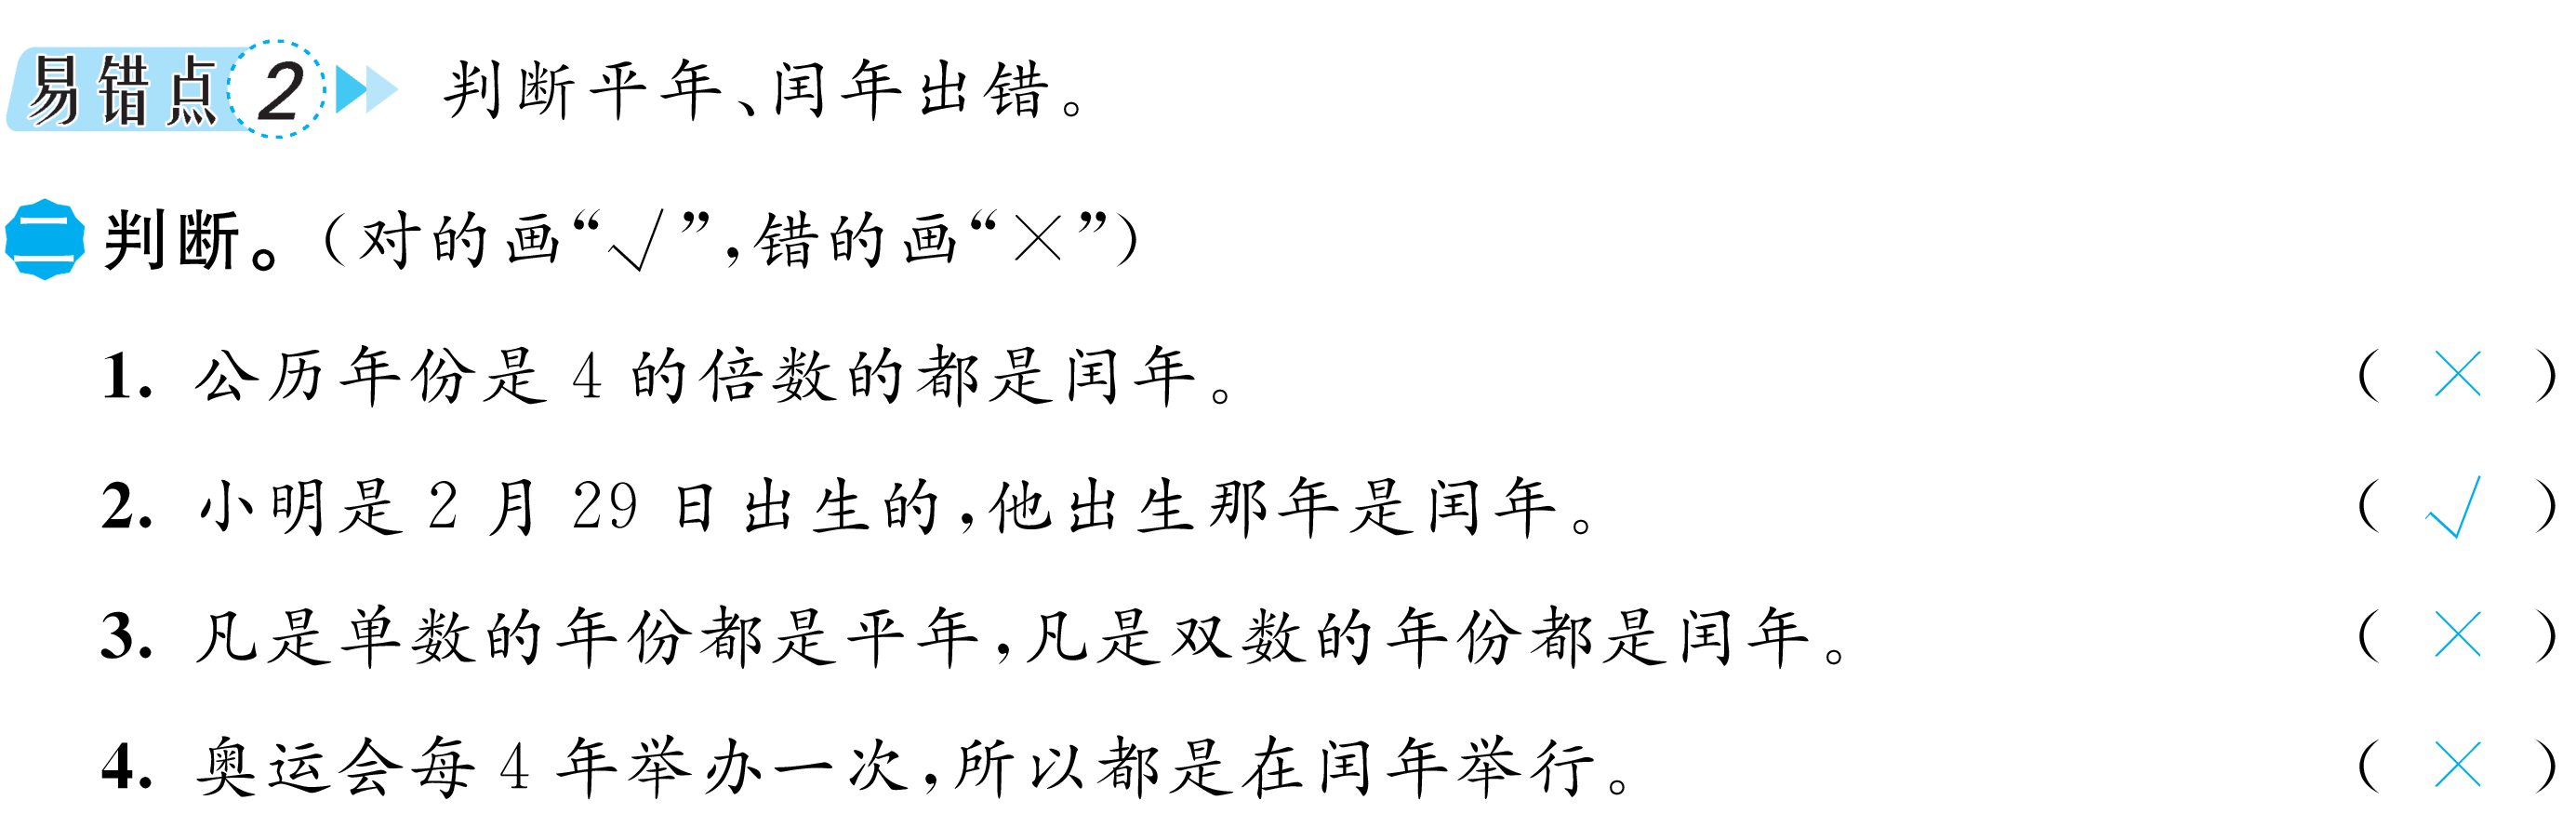 易错点2 判断平年、闰年出错。
二 判断。(对的画“√”,错的画“×”)
1. 公历年份是 4 的倍数的都是闰年。 ( × )
2. 小明是 2 月 29 日出生的,他出生那年是闰年。 ( √ )
3. 凡是单数的年份都是平年,凡是双数的年份都是闰年。 ( × )
4. 奥运会每 4 年举办一次,所以都是在闰年举行。 ( × )